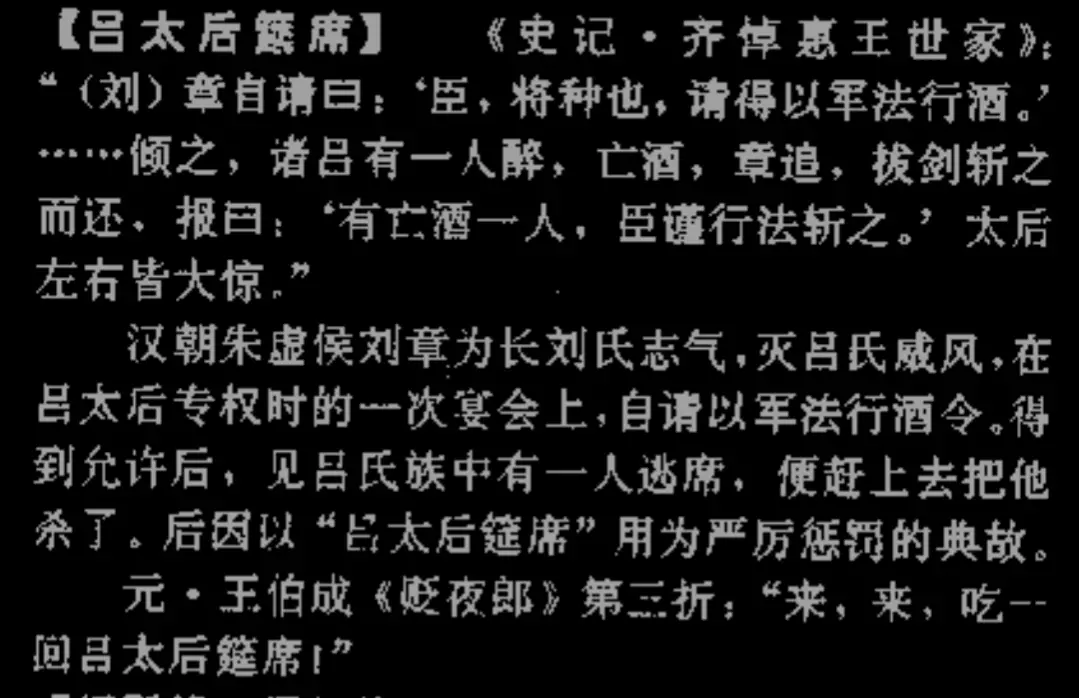 【吕太后筵席】 《史记·齐悼惠王世家》：
“（刘）章自请曰：‘臣，将种也，请得以军法行酒。’
……倾之，诸吕有一人醉，亡酒，章追，拔剑斩之
而还，报曰：‘有亡酒一人，臣谨行法斩之。’太后
左右皆大惊。”
汉朝朱虚侯刘章为长刘氏志气，灭吕氏威风，在
吕太后专权时的一次宴会上，自请以军法行酒令。得
到允许后，见吕氏族中有一人逃席，便赶上去把他
杀了。后因以“吕太后筵席”用为严厉惩罚的典故。
元·王伯成《贬夜郎》第三折：“来，来，吃一
回吕太后筵席！”